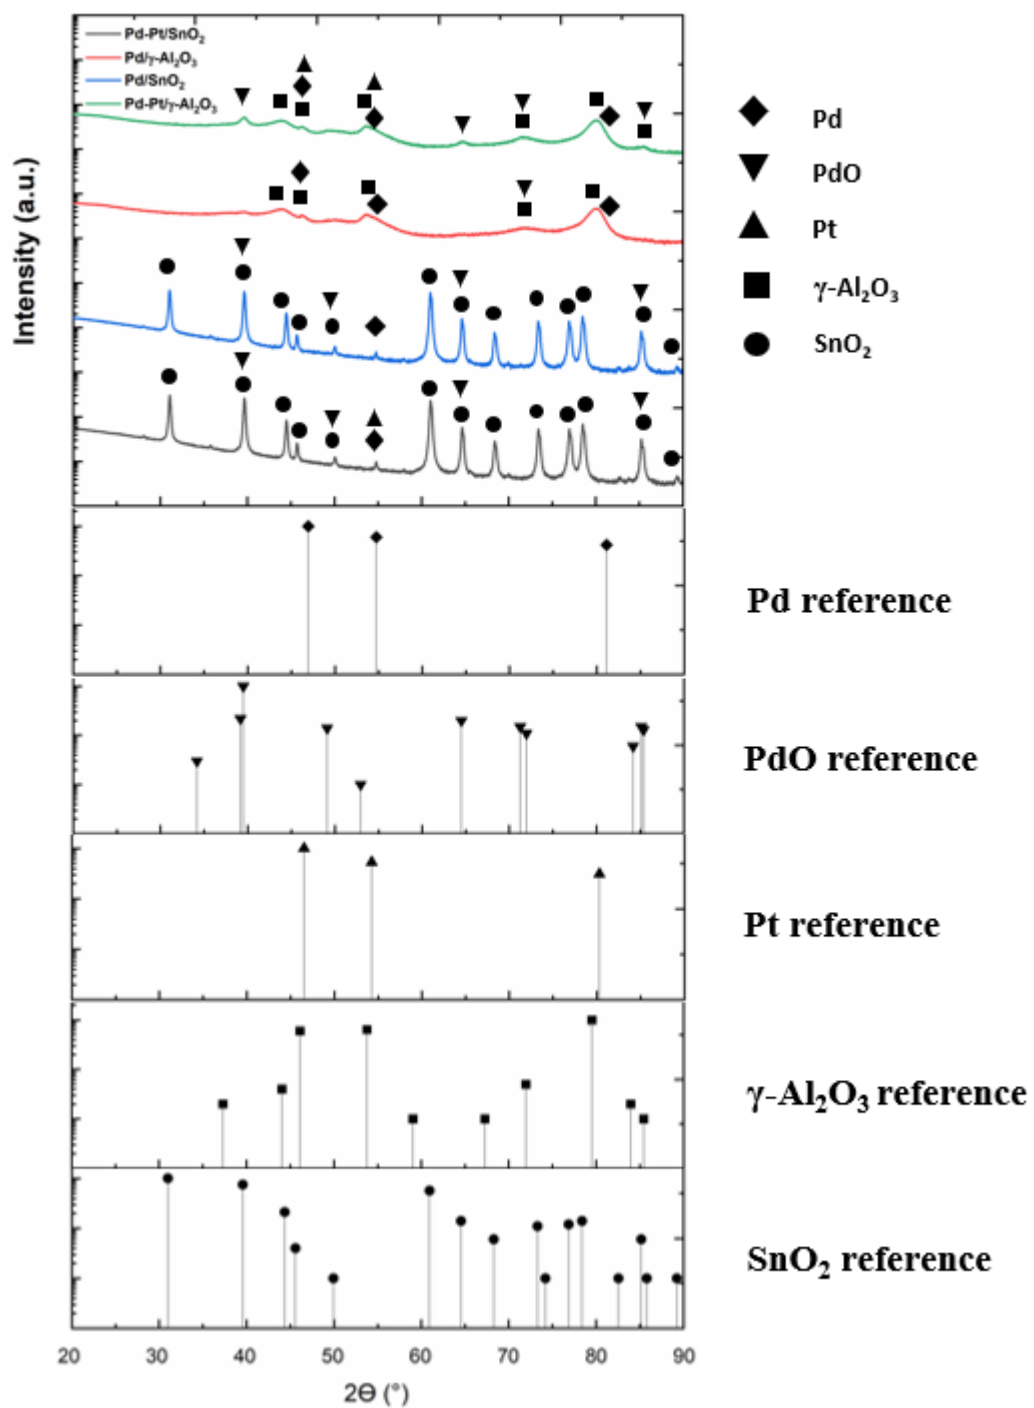 Pd-Pt/SnO₂
Pd/γ-Al₂O₃
Pd/SnO₂
Pd-Pt/γ-Al₂O₃
Intensity (a.u.)
Pd
PdO
Pt
γ-Al₂O₃
SnO₂
Pd reference
PdO reference
Pt reference
γ-Al₂O₃ reference
SnO₂ reference
20 30 40 50 60 70 80 90
2Θ (°)